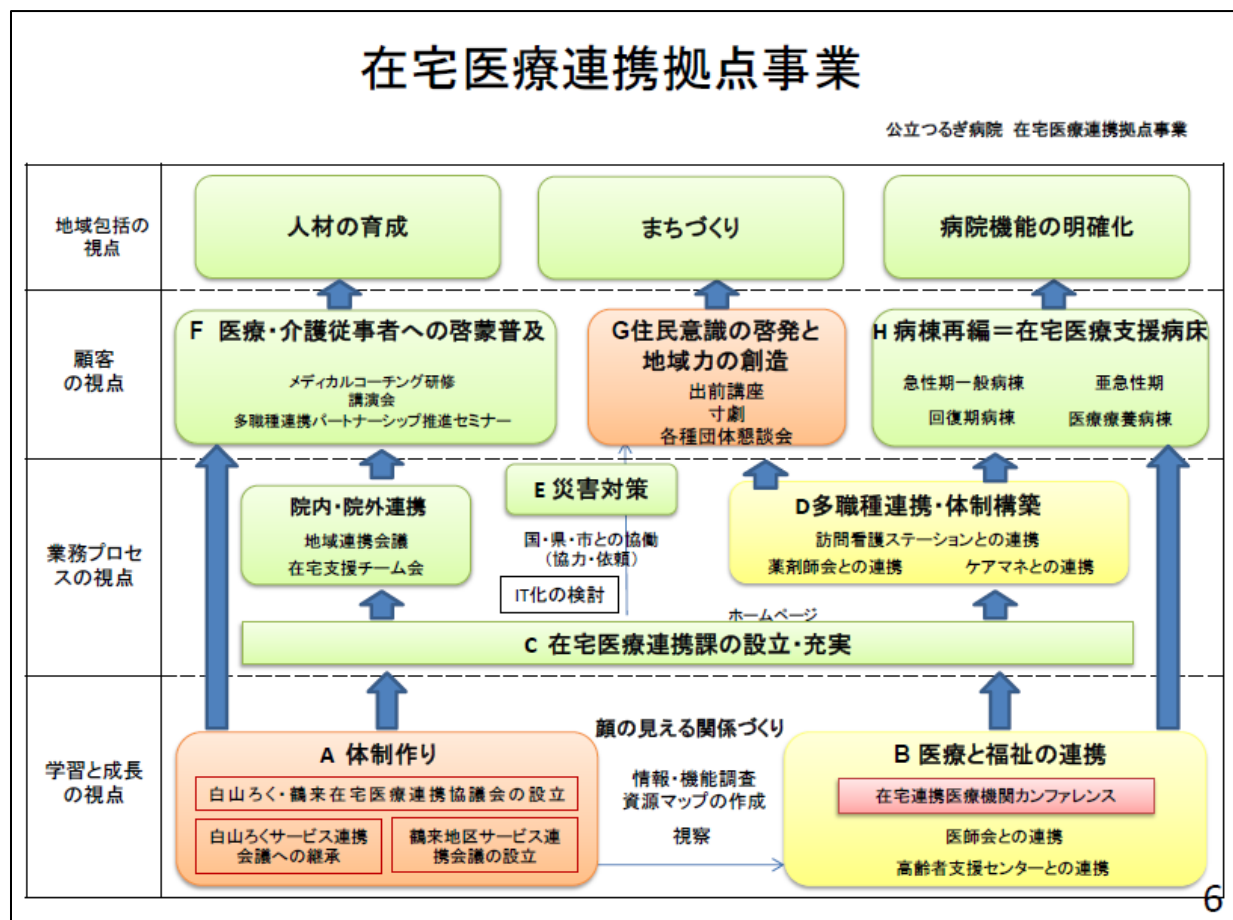 在宅医療連携拠点事業
公立つるぎ病院 在宅医療連携拠点事業
地域包括の
視点
人材の育成
まちづくり
病院機能の明確化
顧客
の視点
F 医療・介護従事者への啓蒙普及
メディカルコーチング研修
講演会
多職種連携パートナーシップ推進セミナー
G住民意識の啓発と
地域力の創造
出前講座
寸劇
各種団体懇談会
H 病棟再編=在宅医療支援病床
急性期一般病棟 亜急性期
回復期病棟 医療療養病棟
業務プロセ
スの視点
院内・院外連携
地域連携会議
在宅支援チーム会
E 災害対策
国・県・市との協働
(協力・依頼)
IT化の検討
D多職種連携・体制構築
訪問看護ステーションとの連携
薬剤師会との連携 ケアマネとの連携
ホームページ
C 在宅医療連携課の設立・充実
学習と成長
の視点
A 体制作り
白山ろく・鶴来在宅医療連携協議会の設立
白山ろくサービス連携
会議への継承
鶴来地区サービス連
携会議の設立
顔の見える関係づくり
情報・機能調査
資源マップの作成
視察
B 医療と福祉の連携
在宅連携医療機関カンファレンス
医師会との連携
高齢者支援センターとの連携
6